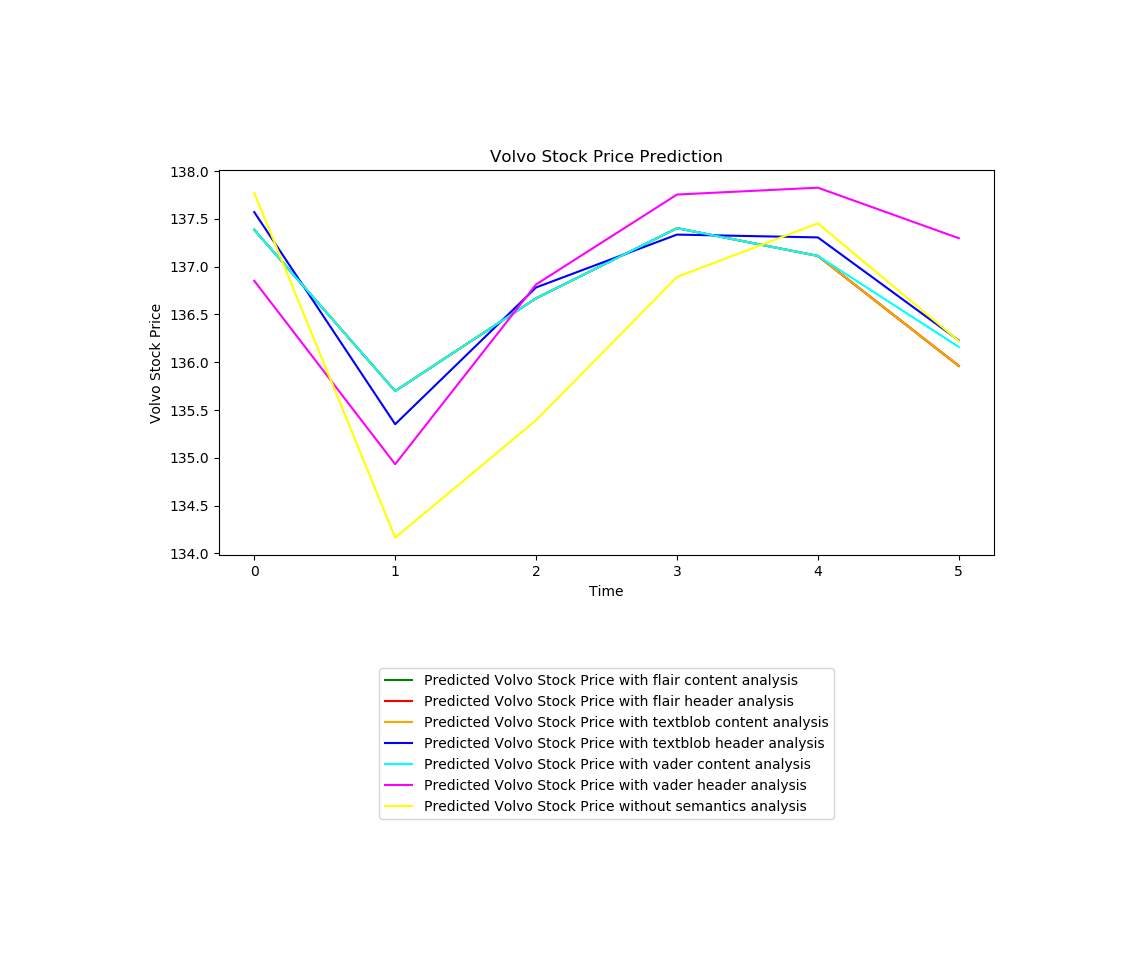 Volvo Stock Price Prediction
138.0
137.5
137.0
136.5
136.0
135.5
135.0
134.5
134.0
Volvo Stock Price
0 1 2 3 4 5
Time
Predicted Volvo Stock Price with flair content analysis
Predicted Volvo Stock Price with flair header analysis
Predicted Volvo Stock Price with textblob content analysis
Predicted Volvo Stock Price with textblob header analysis
Predicted Volvo Stock Price with vader content analysis
Predicted Volvo Stock Price with vader header analysis
Predicted Volvo Stock Price without semantics analysis